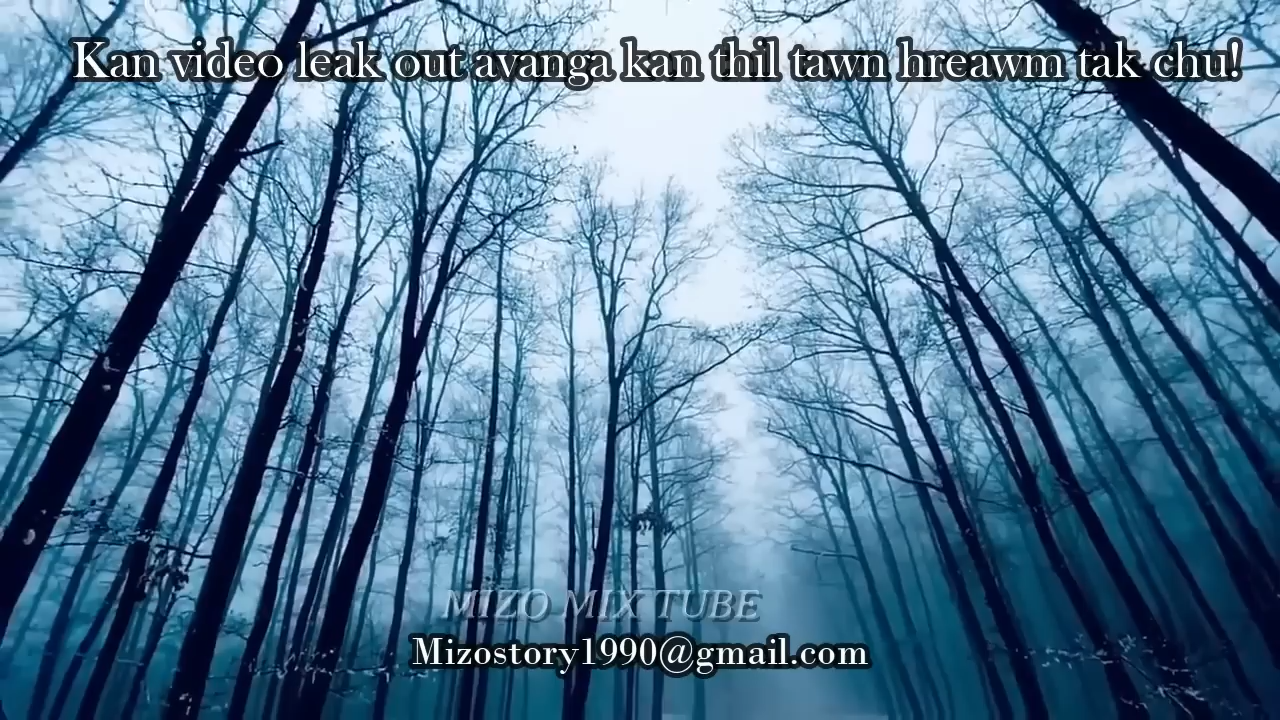 Kan video leak out avanga kan thil tawn hreawm tak chu!
MIZO MIX TUBE
Mizostory1990@gmail.com